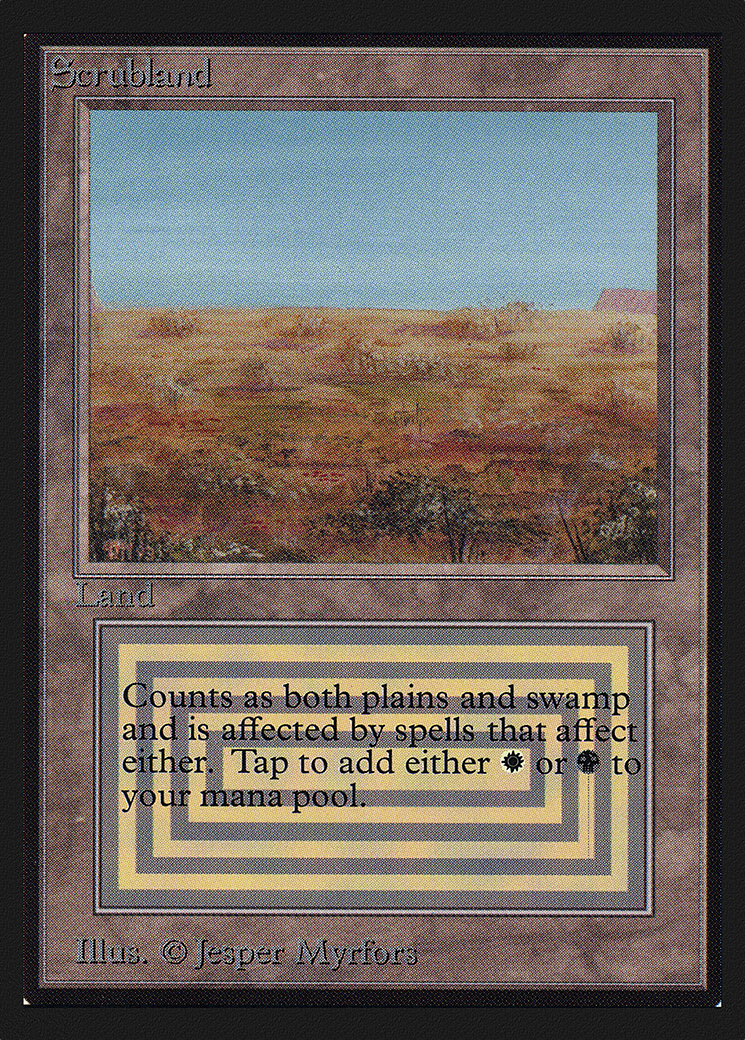 Scrubland
Land
Counts as both plains and swamp
and is affected by spells that affect
either. Tap to add either or to
your mana pool.
Illus. © Jesper Myrfors